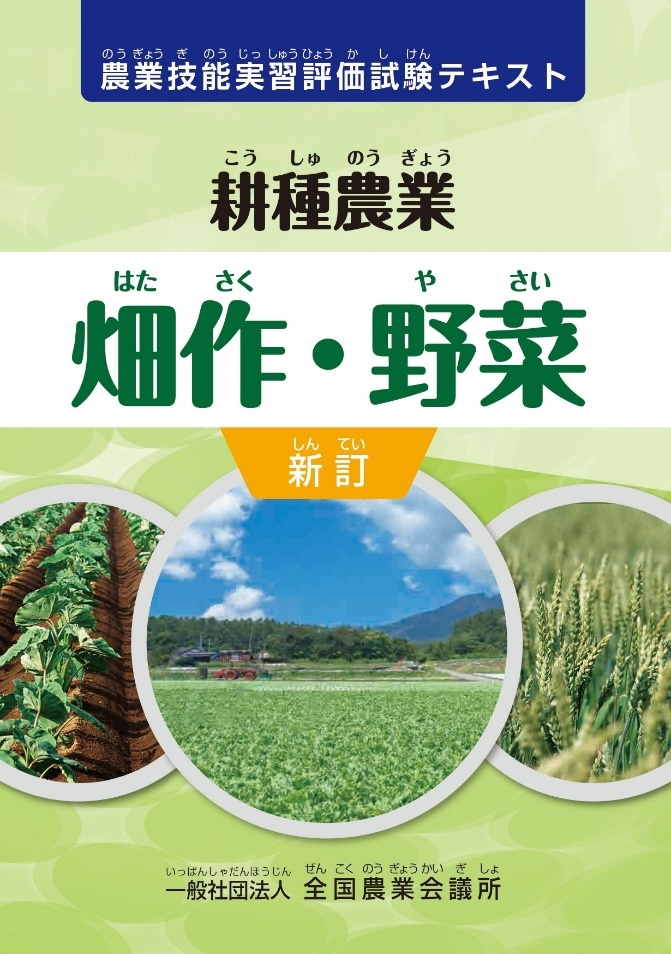 のうぎょうぎのうじっしゅうひょうかしけん
農業技能実習評価試験テキスト
こうしゅのうぎょう
耕種農業
はたさく やさい
畑作・野菜
しんてい
新訂
いっぱんしゃだんほうじん ぜんこくのうぎょうかいぎしょ
一般社団法人 全国農業会議所